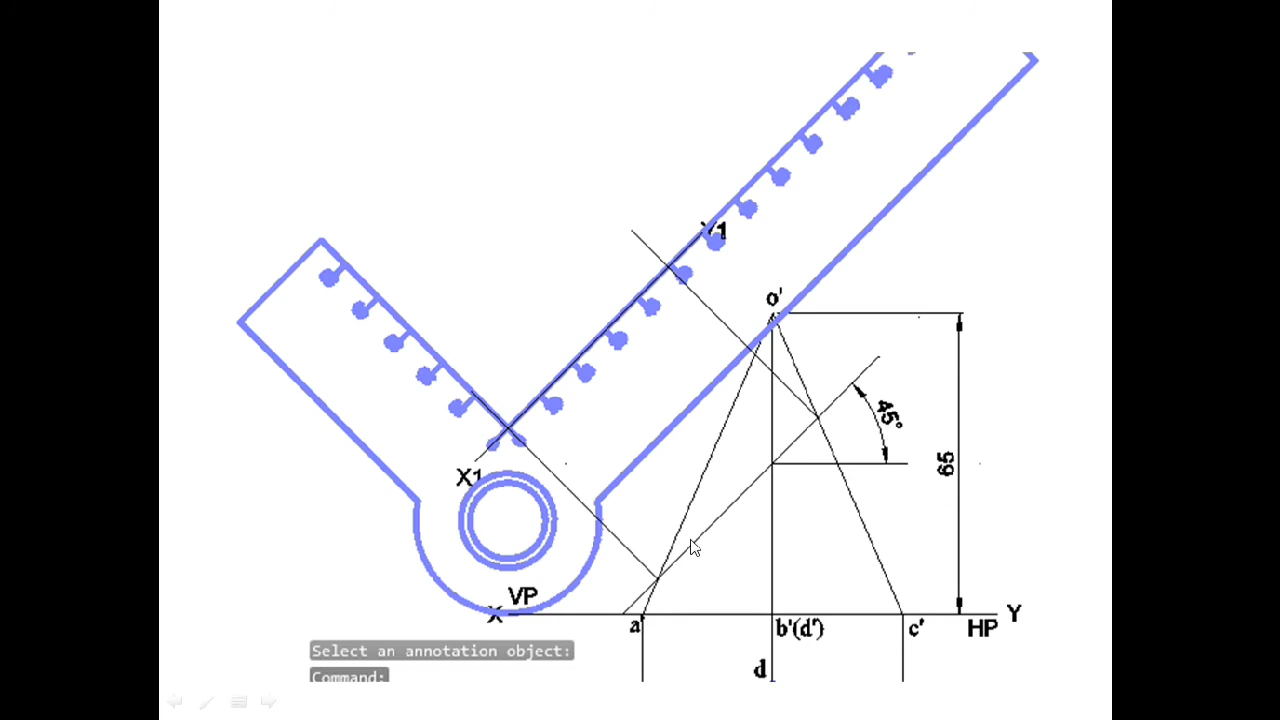 Y1
o'
45°
65
X1
VP
X
Y
a'
b'(d')
c'
HP
d
Select an annotation object:
Command: